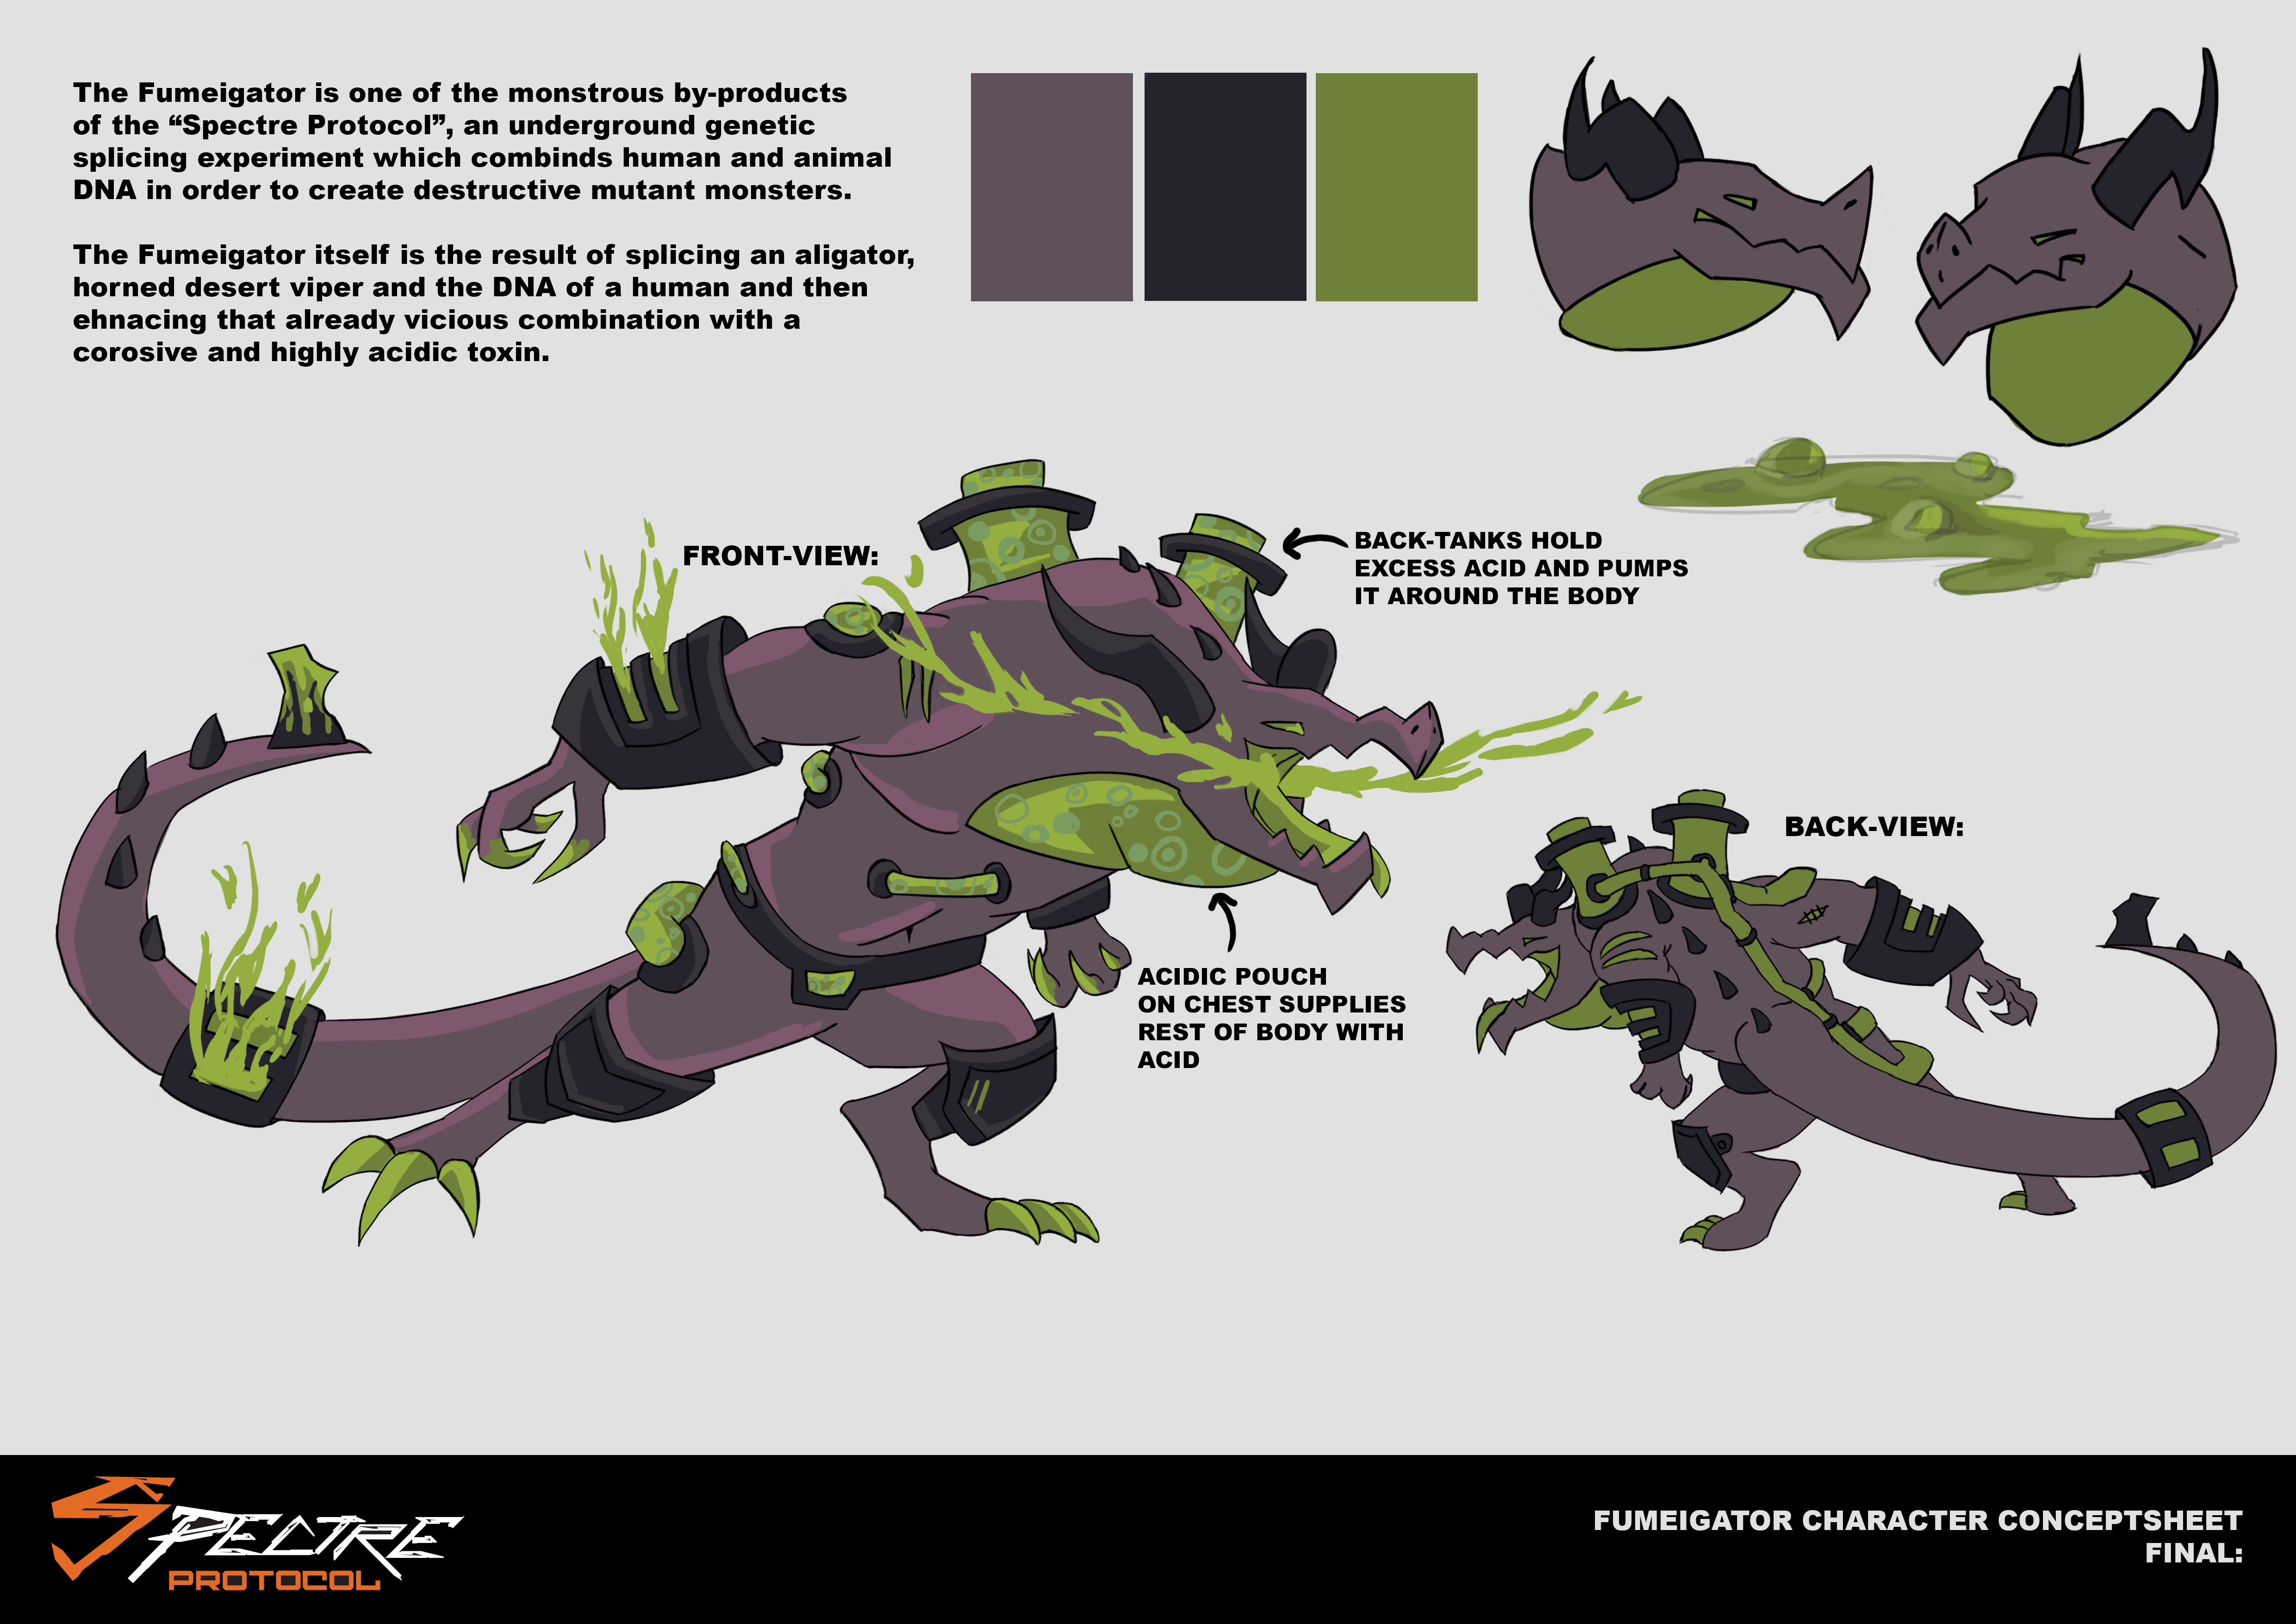 The Fumeigator is one of the monstrous by-products
of the “Spectre Protocol”, an underground genetic
splicing experiment which combinds human and animal
DNA in order to create destructive mutant monsters.
The Fumeigator itself is the result of splicing an aligator,
horned desert viper and the DNA of a human and then
ehnacing that already vicious combination with a
corosive and highly acidic toxin.
FRONT-VIEW:
BACK-TANKS HOLD
EXCESS ACID AND PUMPS
IT AROUND THE BODY
BACK-VIEW:
ACIDIC POUCH
ON CHEST SUPPLIES
REST OF BODY WITH
ACID
SPECTRE
PROTOCOL
FUMEIGATOR CHARACTER CONCEPTSHEET
FINAL: